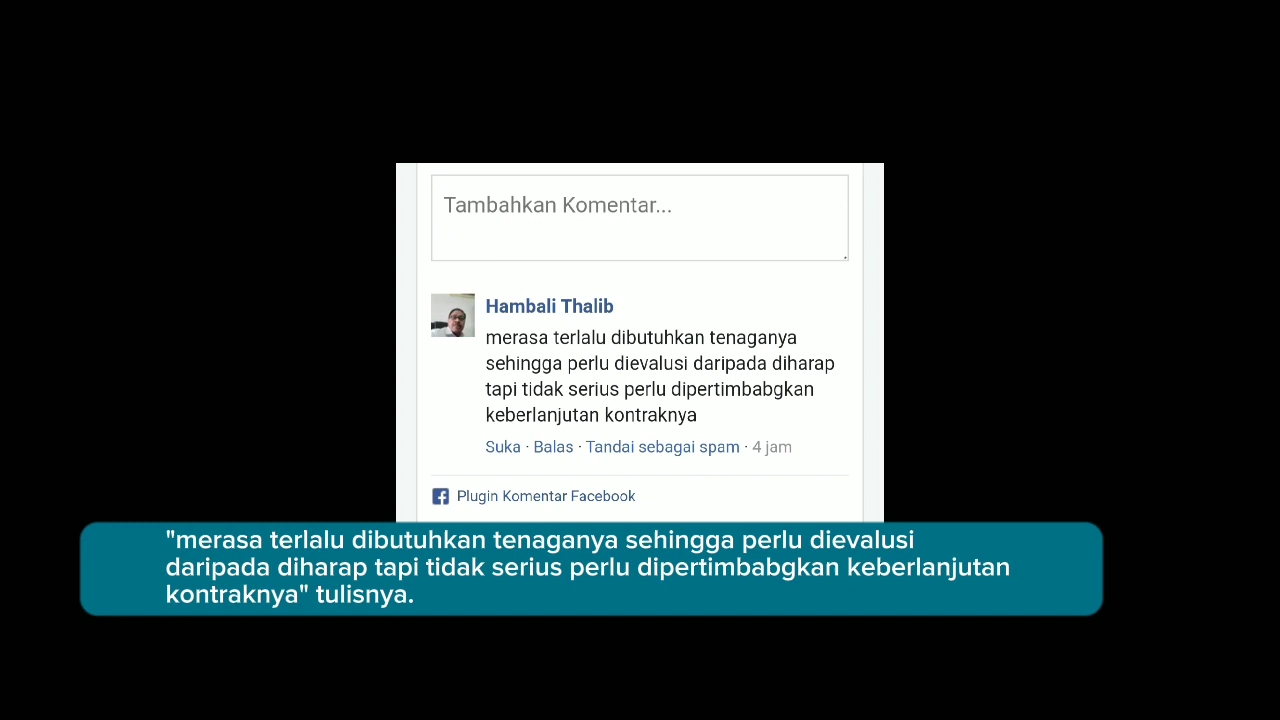 Tambahkan Komentar...
Hambali Thalib
merasa terlalu dibutuhkan tenaganya
sehingga perlu dievalusi daripada diharap
tapi tidak serius perlu dipertimbabgkan
keberlanjutan kontraknya
Suka · Balas · Tandai sebagai spam · 4 jam
Plugin Komentar Facebook
"merasa terlalu dibutuhkan tenaganya sehingga perlu dievalusi
daripada diharap tapi tidak serius perlu dipertimbabgkan keberlanjutan
kontraknya" tulisnya.